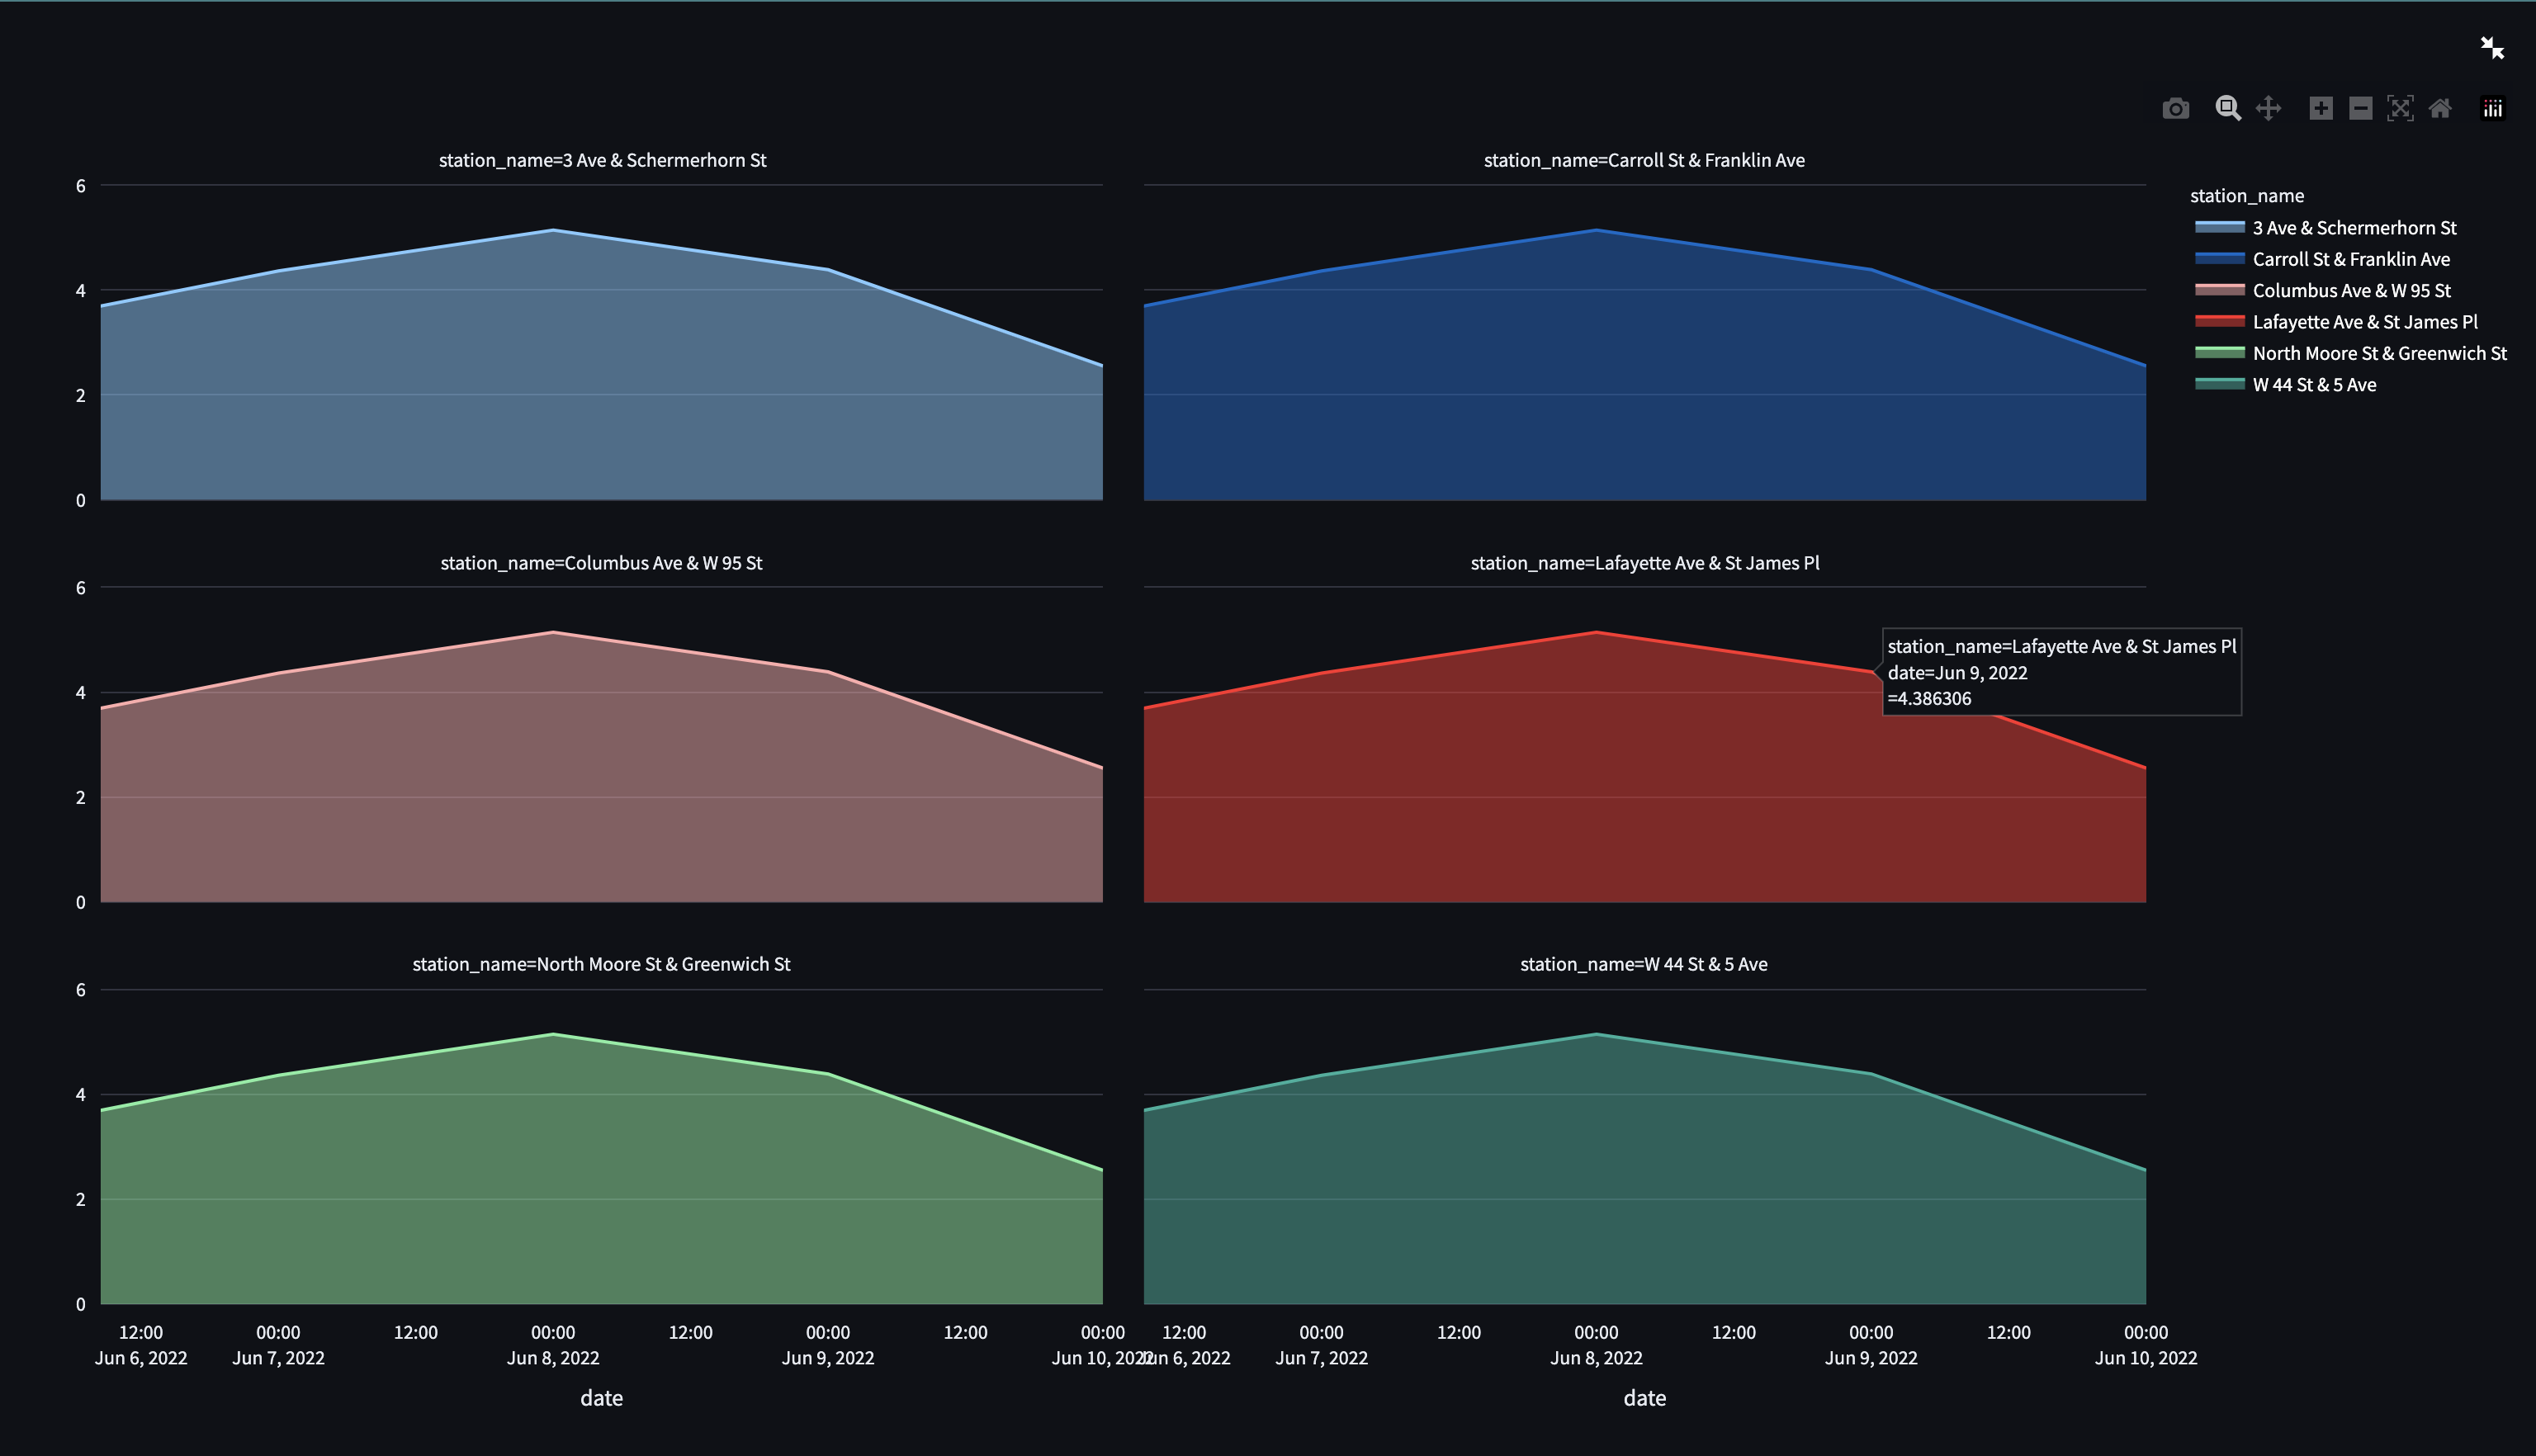 station_name=3 Ave & Schermerhorn St
6
4
2
0
station_name=Carroll St & Franklin Ave
station_name
3 Ave & Schermerhorn St
Carroll St & Franklin Ave
Columbus Ave & W 95 St
Lafayette Ave & St James Pl
North Moore St & Greenwich St
W 44 St & 5 Ave
station_name=Columbus Ave & W 95 St
6
4
2
0
station_name=Lafayette Ave & St James Pl
station_name=Lafayette Ave & St James Pl
date=Jun 9, 2022
=4.386306
station_name=North Moore St & Greenwich St
6
4
2
0
station_name=W 44 St & 5 Ave
12:00 00:00 12:00 00:00 12:00 00:00 12:00 00:00
Jun 6, 2022 Jun 7, 2022 Jun 8, 2022 Jun 9, 2022 Jun 10, 2022
date
12:00 00:00 12:00 00:00 12:00 00:00 12:00 00:00
Jun 6, 2022 Jun 7, 2022 Jun 8, 2022 Jun 9, 2022 Jun 10, 2022
date